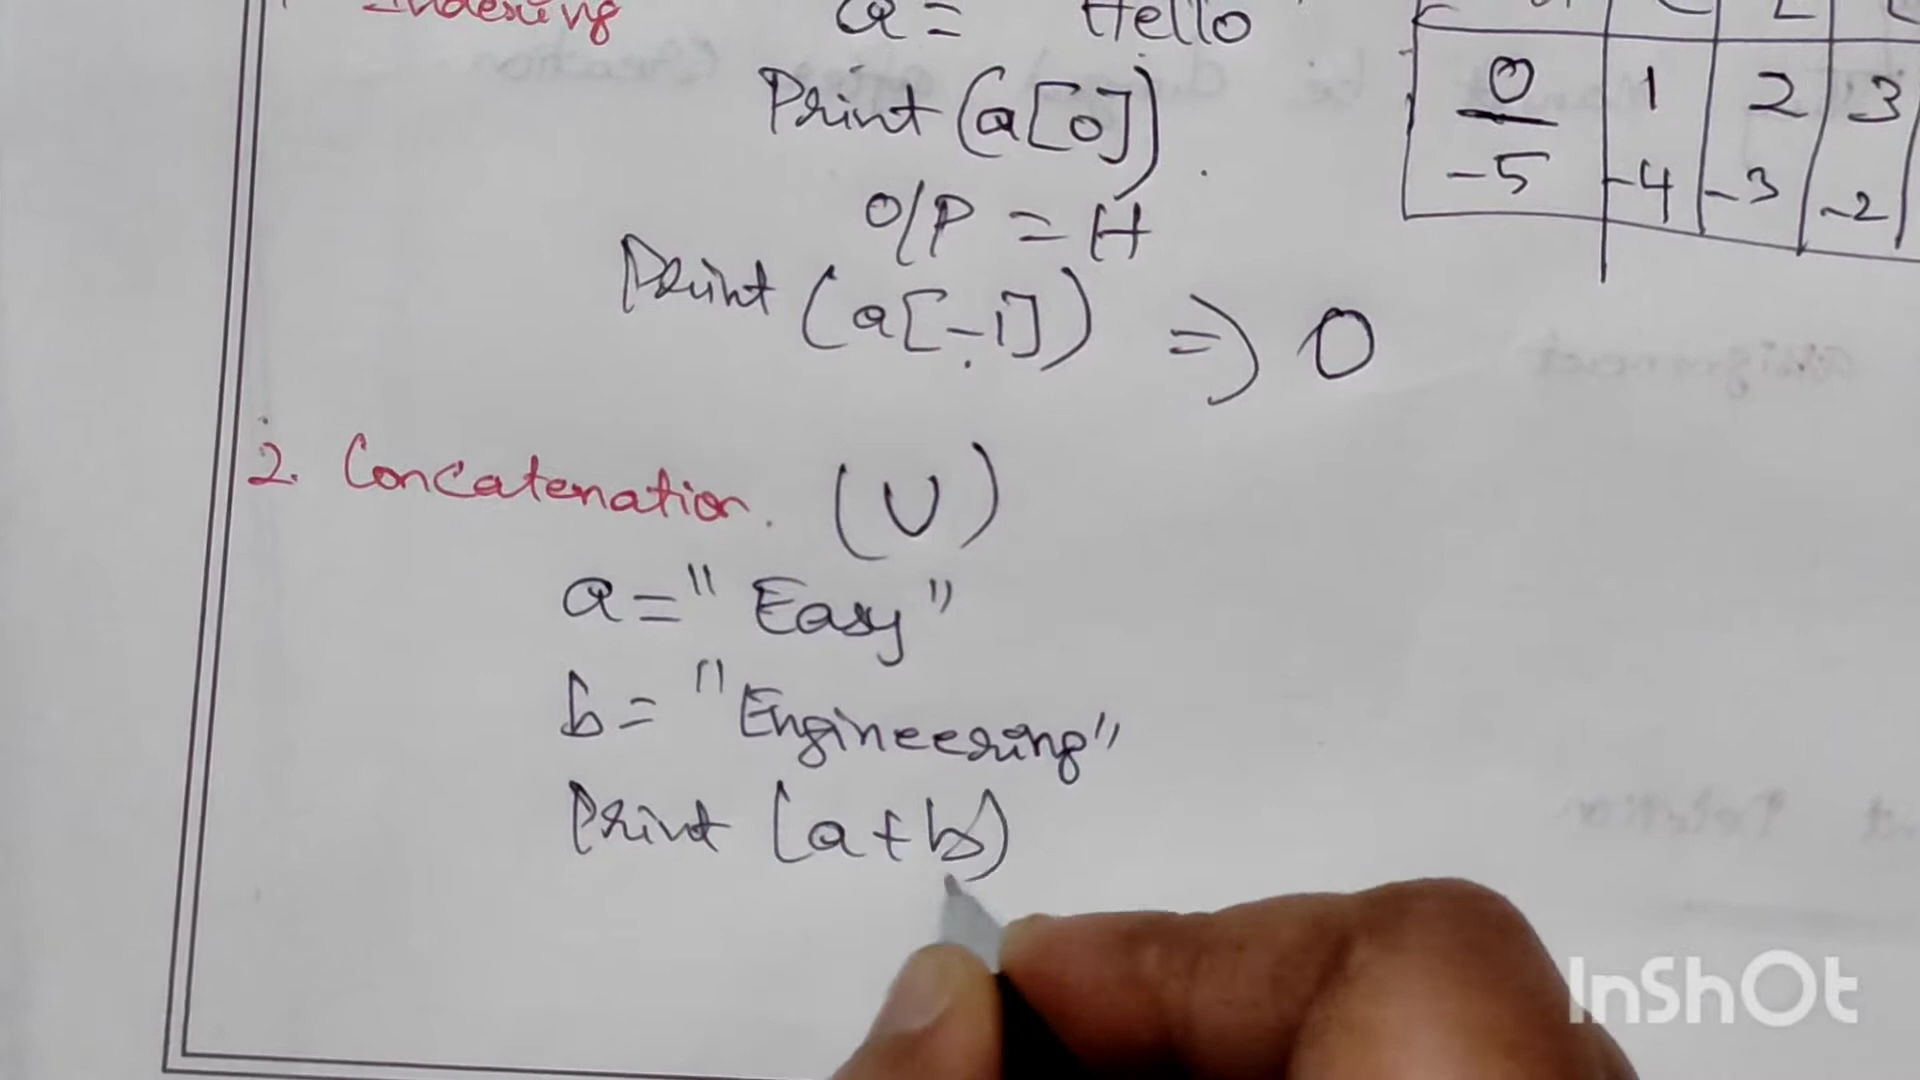 Indexing a = Hello
Print (a[0])
O/P = H
Print (a[-1]) => O
0 1 2 3
-5 -4 -3 -2
2. Concatenation. (U)
a = " Easy "
b = "Engineering"
Print (a+b)
InShOt